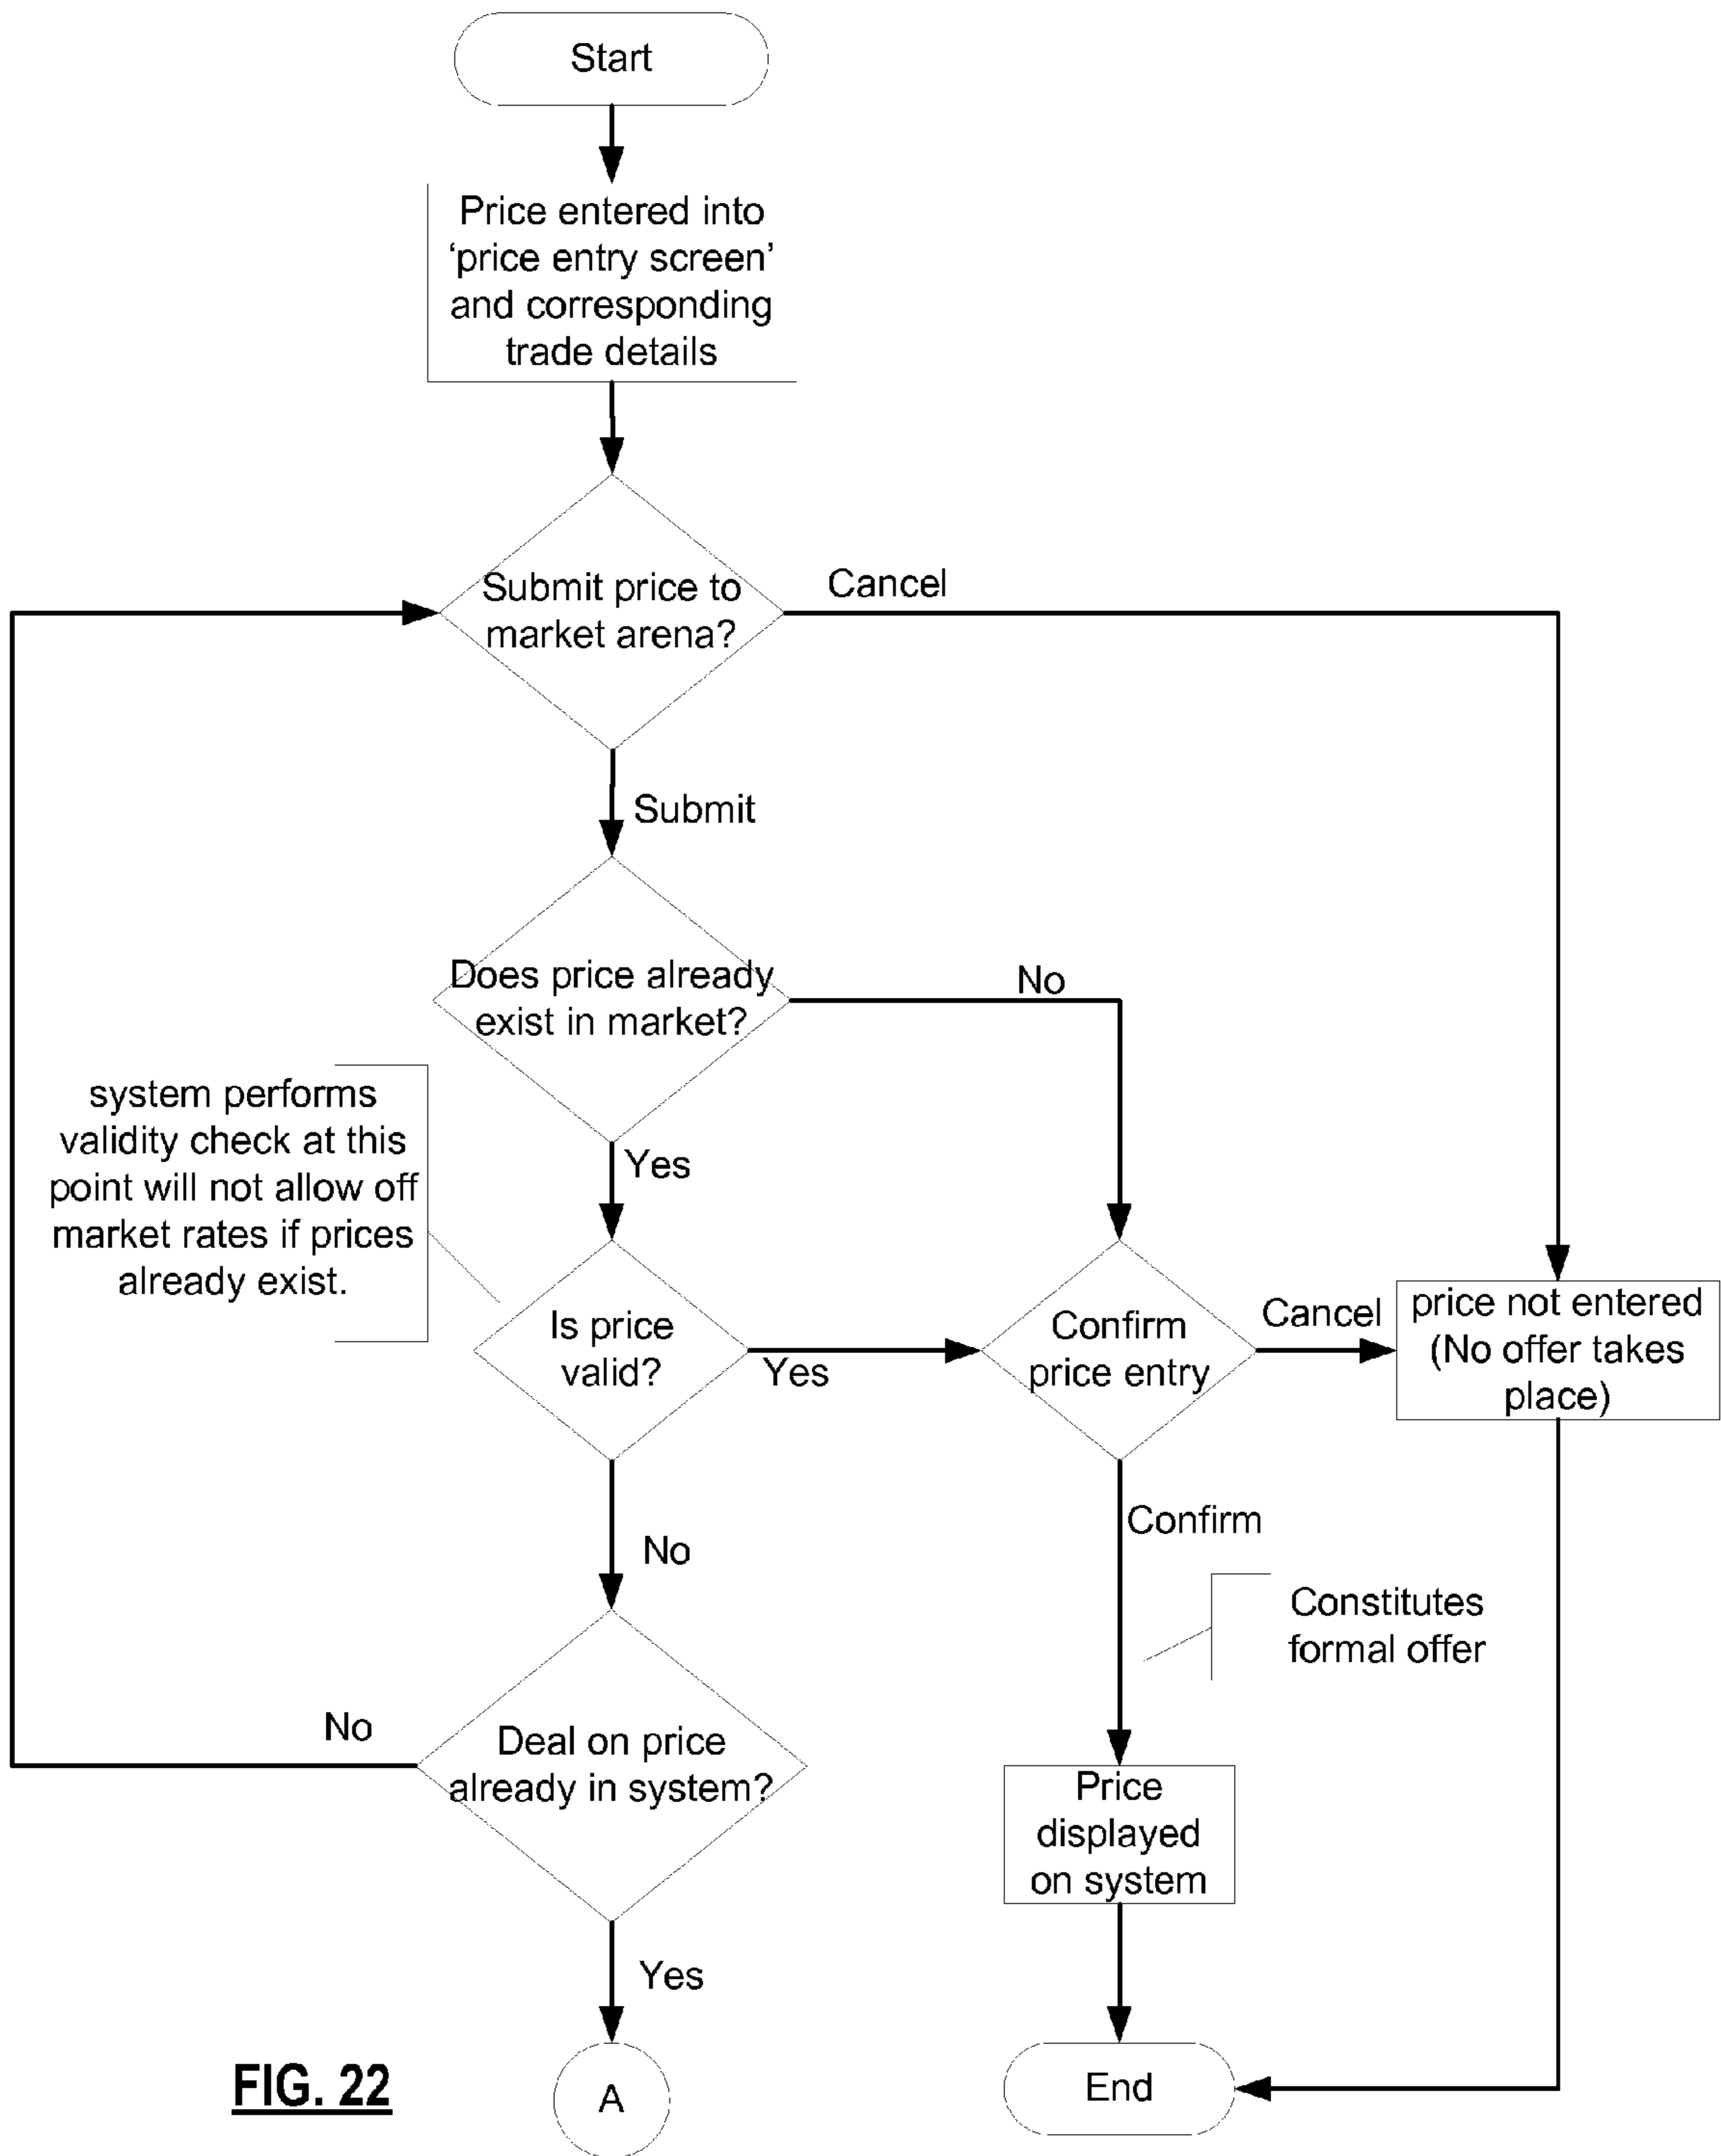 Start
Price entered into
‘price entry screen’
and corresponding
trade details
Submit price to
market arena?
Cancel
Submit
Does price already
exist in market?
No
Yes
system performs
validity check at this
point will not allow off
market rates if prices
already exist.
Is price
valid?
Yes
Confirm
price entry
Cancel
price not entered
(No offer takes
place)
No
Confirm
Constitutes
formal offer
No
Deal on price
already in system?
Price
displayed
on system
Yes
A
End
FIG. 22